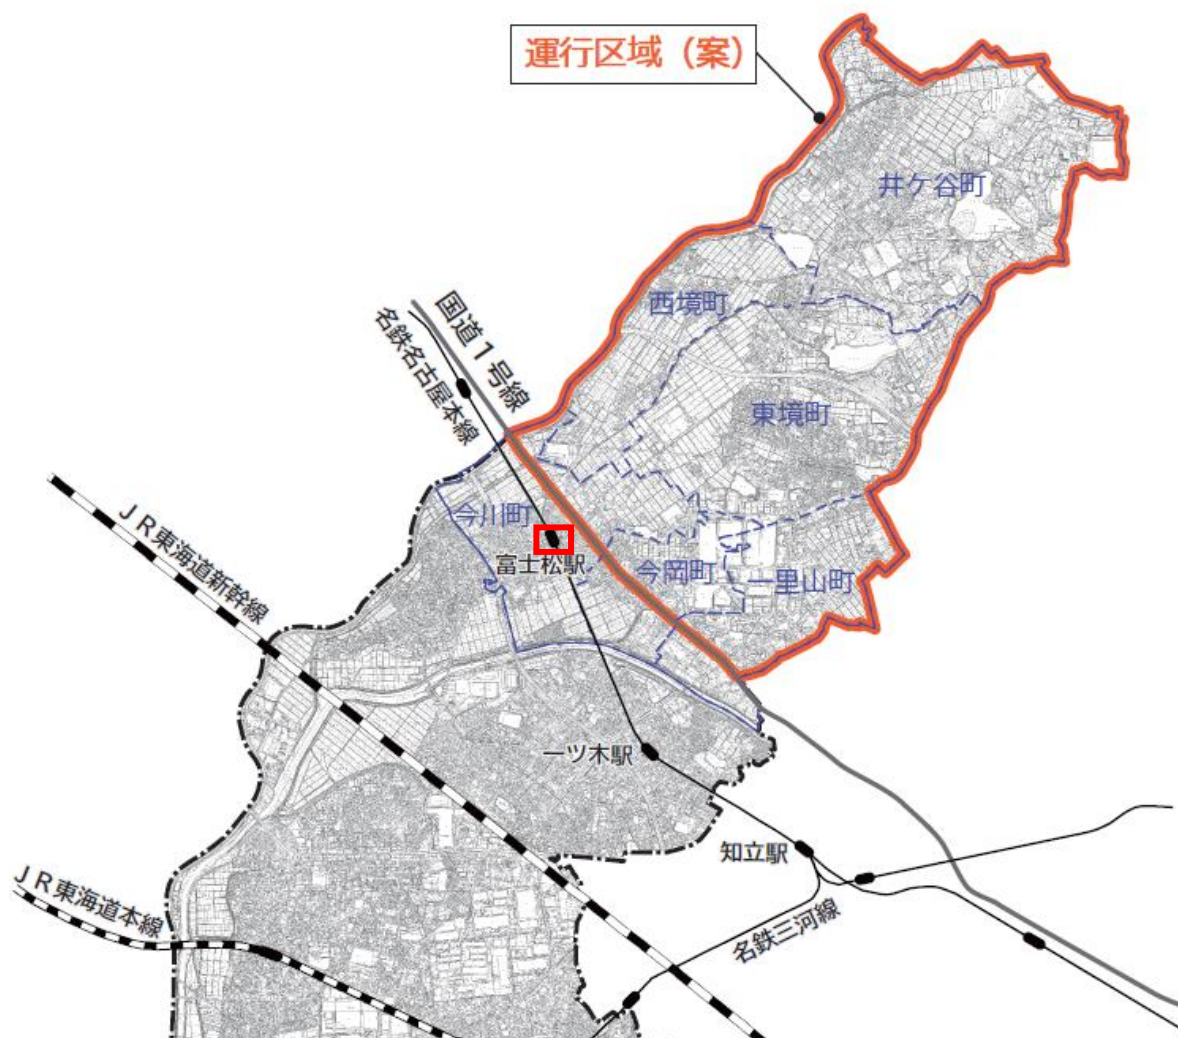 運行区域（案）
井ケ谷町
西境町
国道１号線
名鉄名古屋本線
東境町
今川町
ＪＲ東海道新幹線
富士松駅
今岡町
一里山町
一ツ木駅
知立駅
ＪＲ東海道本線
名鉄三河線